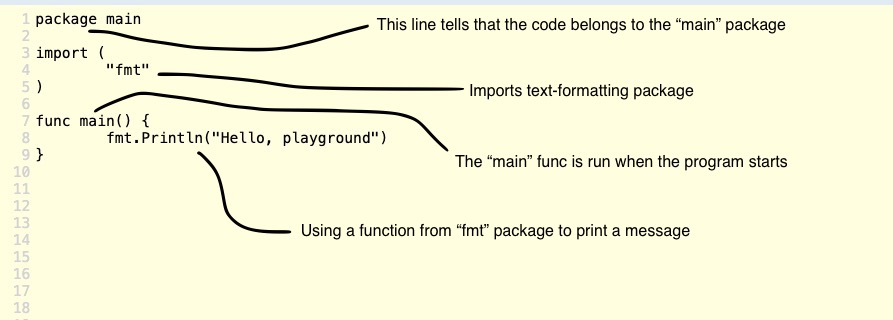 1 package main
This line tells that the code belongs to the “main” package
2
3 import (
4 "fmt"
5 )
Imports text-formatting package
6
7 func main() {
8 fmt.Println("Hello, playground")
9 }
The “main” func is run when the program starts
10
11
12
13
Using a function from “fmt” package to print a message
14
15
16
17
18